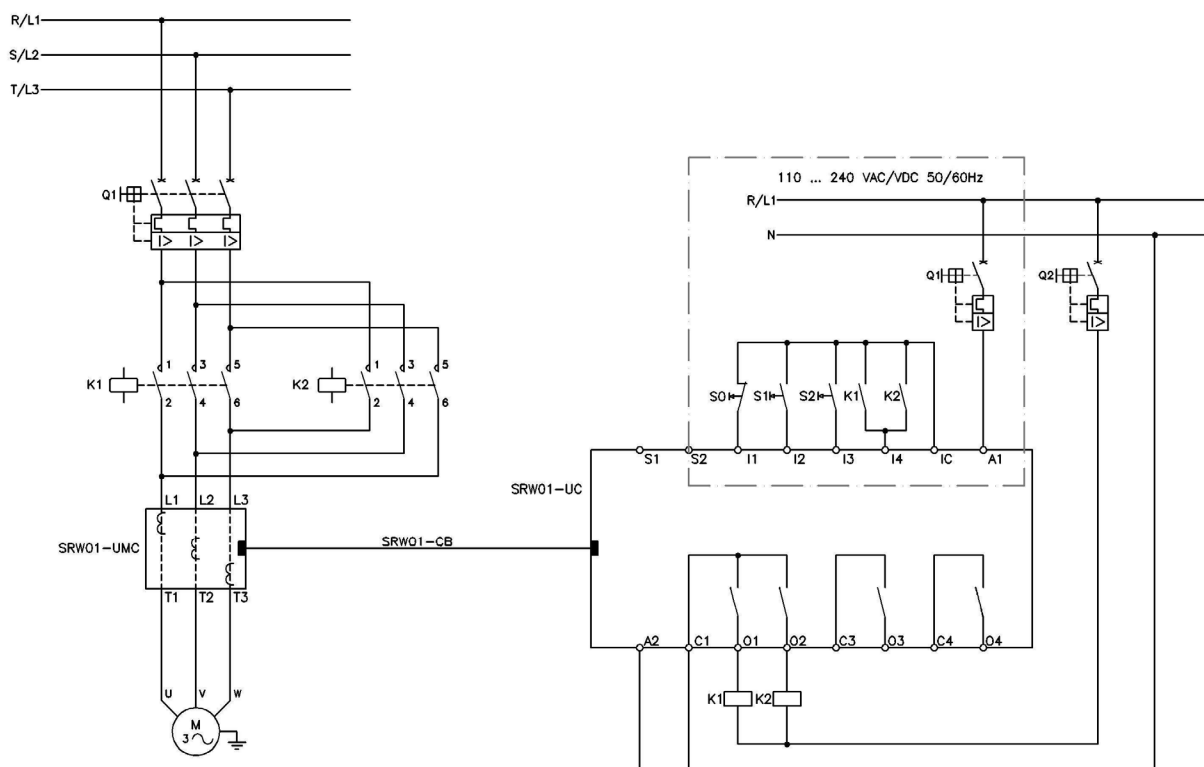 R/L1
S/L2
T/L3
Q1
I> I> I>
K1
1 3 5
2 4 6
K2
1 3 5
2 4 6
L1 L2 L3
SRW01-UMC
T1 T2 T3
U V W
M
3
SRW01-CB
110 ... 240 VAC/VDC 50/60Hz
R/L1
N
Q1
I>
Q2
I>
S0 S1 S2 K1 K2
S1 S2 I1 I2 I3 I4 IC A1
SRW01-UC
A2 C1 O1 O2 C3 O3 C4 O4
K1 K2